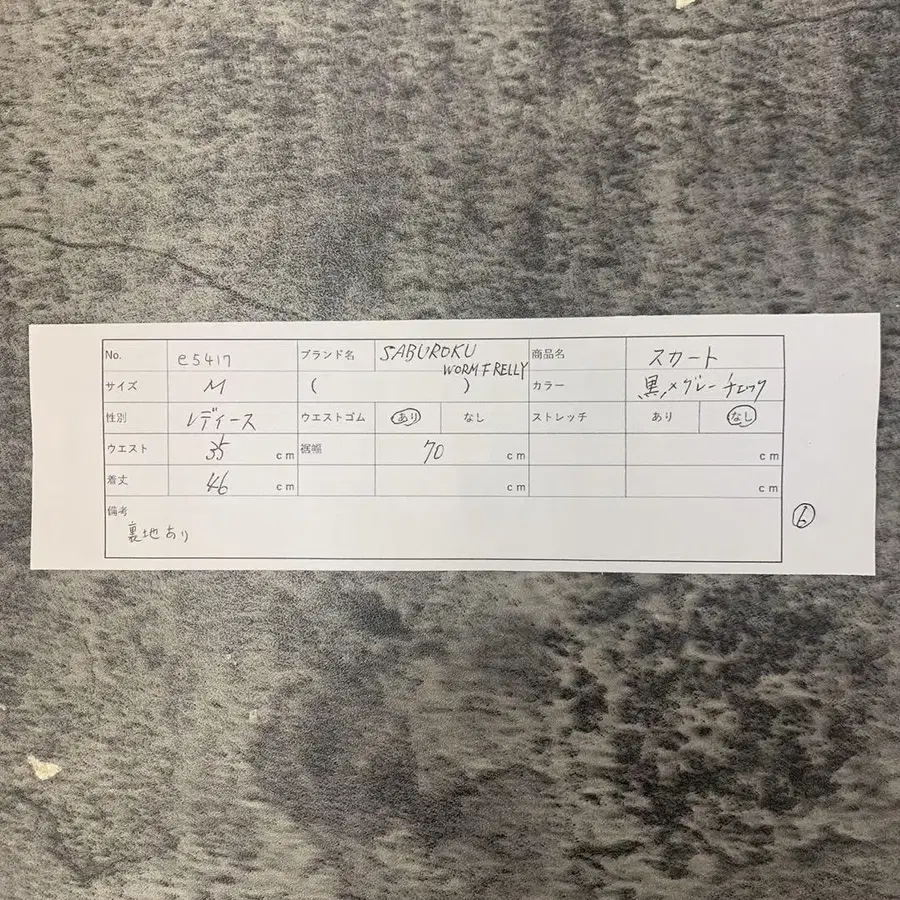 No. e5417 ブランド名 SABUROKU 商品名 スカート
WORM F RELLY
サイズ M ( ) カラー 黒×グレーチェック
性別 レディース ウエストゴム あり なし ストレッチ あり なし
ウエスト 35 cm 裾幅 70 cm cm
着丈 46 cm cm cm
備考
裏地あり
6